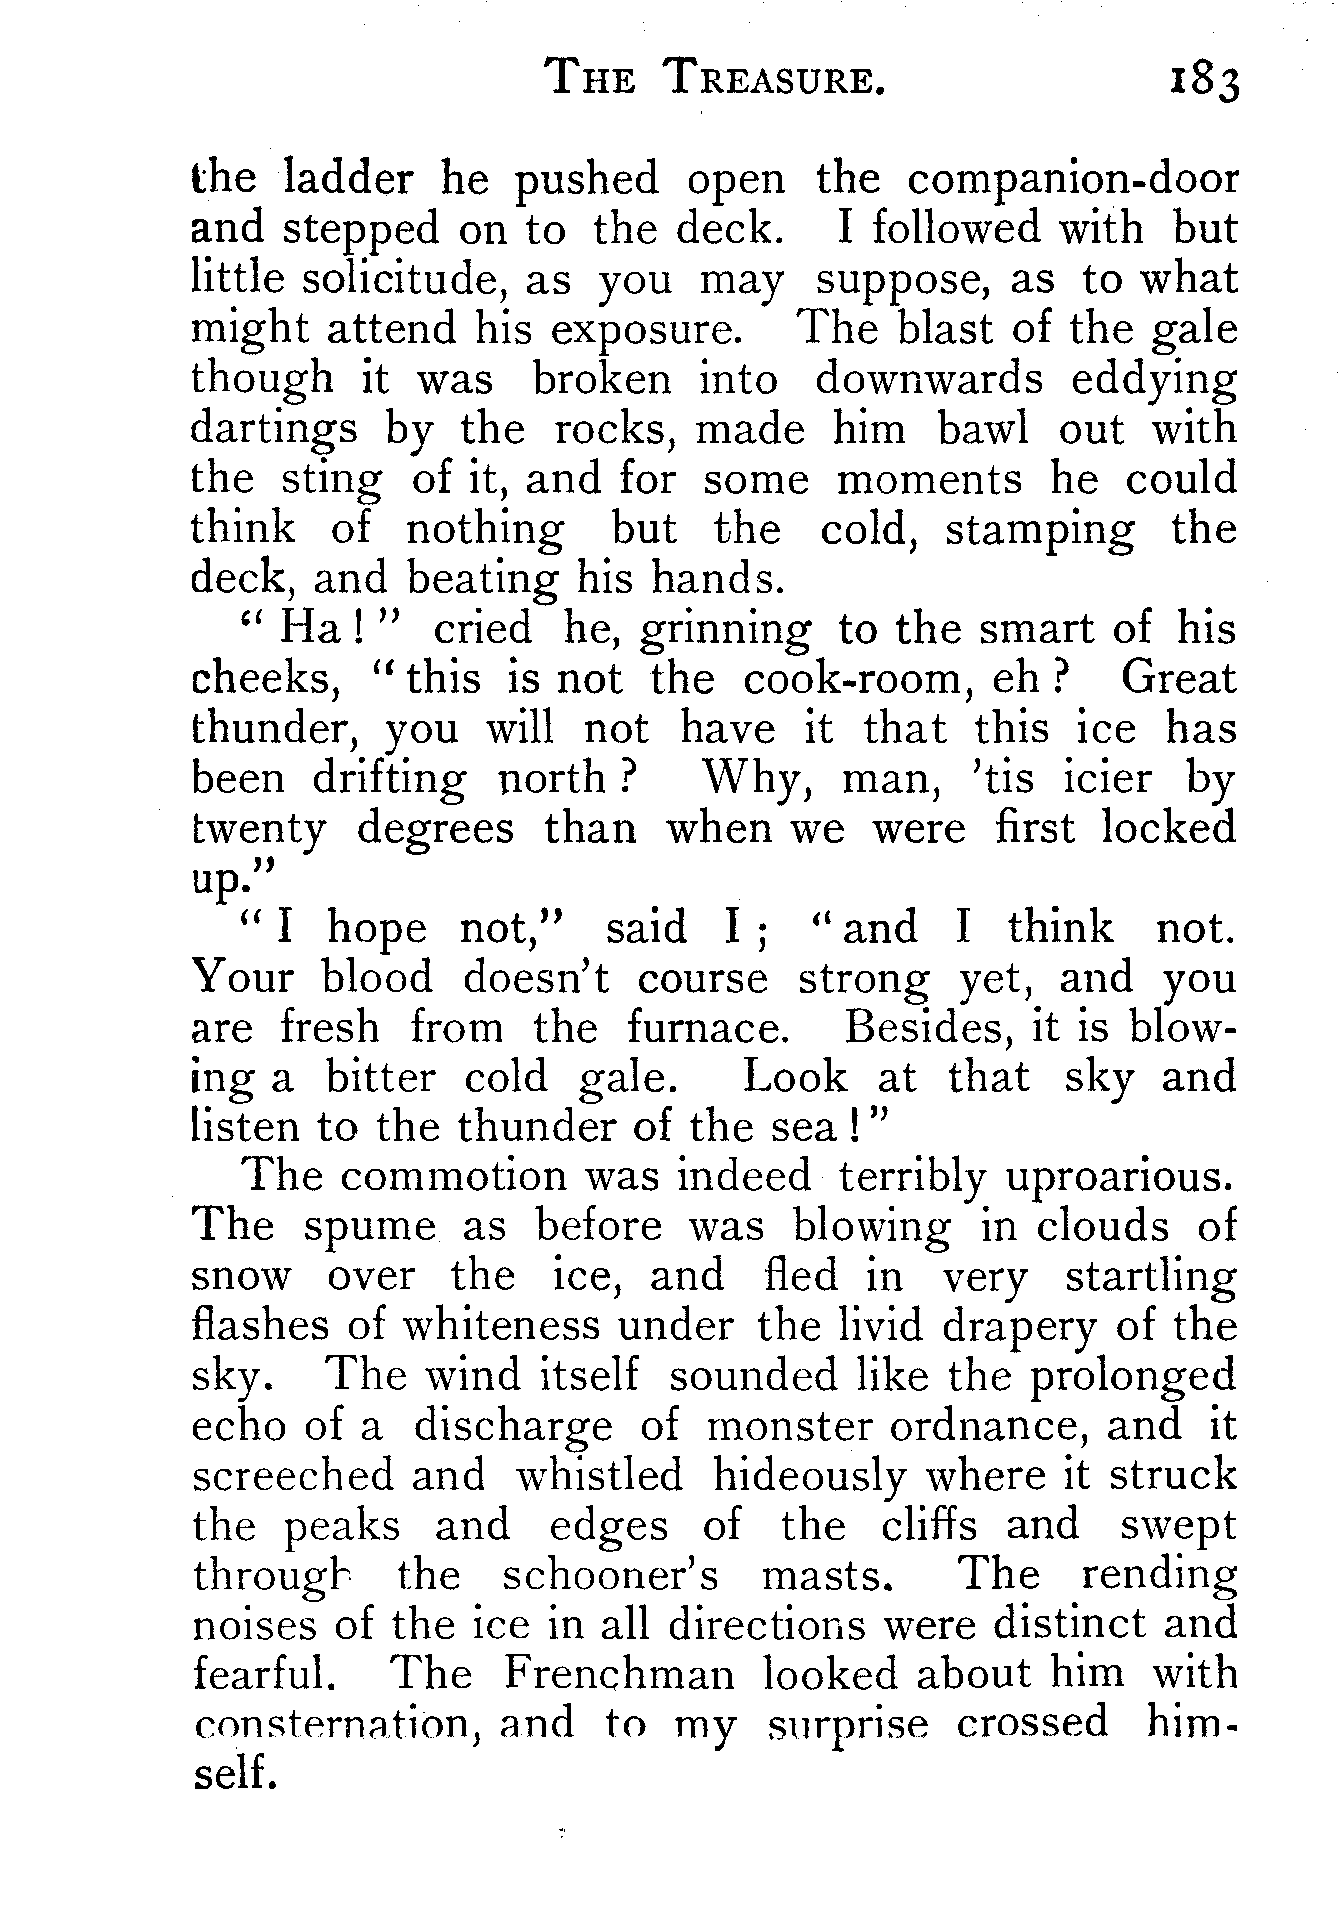 The Treasure. 183
the ladder he pushed open the companion-door
and stepped on to the deck. I followed with but
little solicitude, as you may suppose, as to what
might attend his exposure. The blast of the gale
though it was broken into downwards eddying
dartings by the rocks, made him bawl out with
the sting of it, and for some moments he could
think of nothing but the cold, stamping the
deck, and beating his hands.
“ Ha ! ” cried he, grinning to the smart of his
cheeks, “ this is not the cook-room, eh ? Great
thunder, you will not have it that this ice has
been drifting north ? Why, man, ’tis icier by
twenty degrees than when we were first locked
up.”
“ I hope not,” said I ; “ and I think not.
Your blood doesn’t course strong yet, and you
are fresh from the furnace. Besides, it is blow-
ing a bitter cold gale. Look at that sky and
listen to the thunder of the sea ! ”
The commotion was indeed terribly uproarious.
The spume as before was blowing in clouds of
snow over the ice, and fled in very startling
flashes of whiteness under the livid drapery of the
sky. The wind itself sounded like the prolonged
echo of a discharge of monster ordnance, and it
screeched and whistled hideously where it struck
the peaks and edges of the cliffs and swept
through the schooner’s masts. The rending
noises of the ice in all directions were distinct and
fearful. The Frenchman looked about him with
consternation, and to my surprise crossed him-
self.